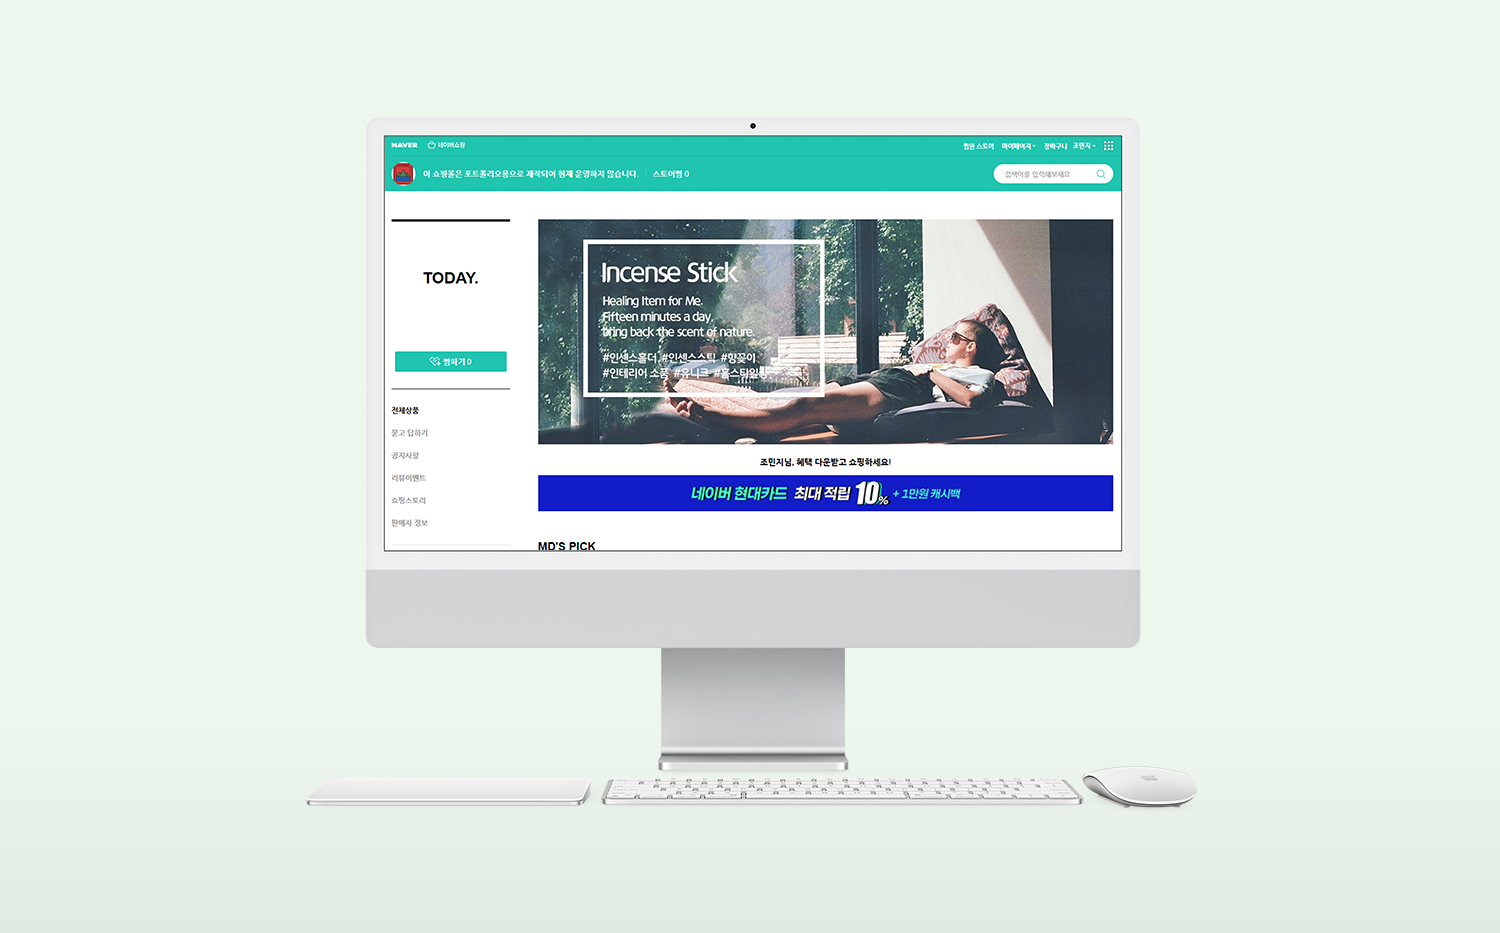 NAVER 네이버쇼핑
찜한 스토어 마이페이지 장바구니 조민지
이 쇼핑몰은 포트폴리오용으로 제작되어 현재 운영하지 않습니다. 스토어찜 0
검색어를 입력해보세요
TODAY.
찜하기 0
전체상품
묻고 답하기
공지사항
리뷰이벤트
쇼핑스토리
판매자 정보
Incense Stick
Healing Item for Me.
Fifteen minutes a day,
bring back the scent of nature.
#인센스홀더 #인센스스틱 #향꽂이
#인테리어 소품 #유니크 #홈스타일링
조민지님, 혜택 다운받고 쇼핑하세요!
네이버 현대카드 최대 적립 10% + 1만원 캐시백
MD'S PICK